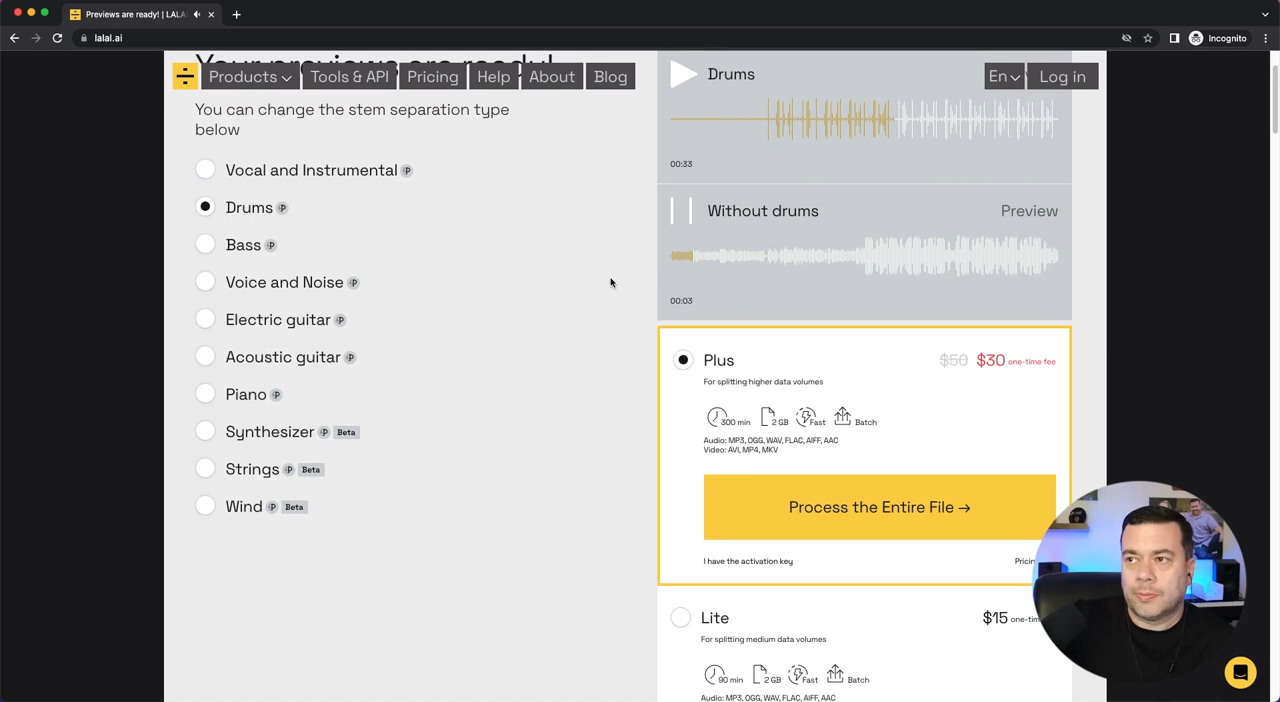 Previews are ready! | LALAL
lalal.ai
Incognito
Your previews are ready!
Products
Tools & API
Pricing
Help
About
Blog
En
Log in
You can change the stem separation type
below
Vocal and Instrumental P
Drums P
Bass P
Voice and Noise P
Electric guitar P
Acoustic guitar P
Piano P
Synthesizer P Beta
Strings P Beta
Wind P Beta
Drums
00:33
Without drums
Preview
00:03
Plus
$50 $30 one-time fee
For splitting higher data volumes
300 min 2 GB Fast Batch
Audio: MP3, OGG, WAV, FLAC, AIFF, AAC
Video: AVI, MP4, MKV
Process the Entire File →
I have the activation key
Lite
$15
For splitting medium data volumes
90 min 2 GB Fast Batch
Audio: MP3, OGG, WAV, FLAC, AIFF, AAC